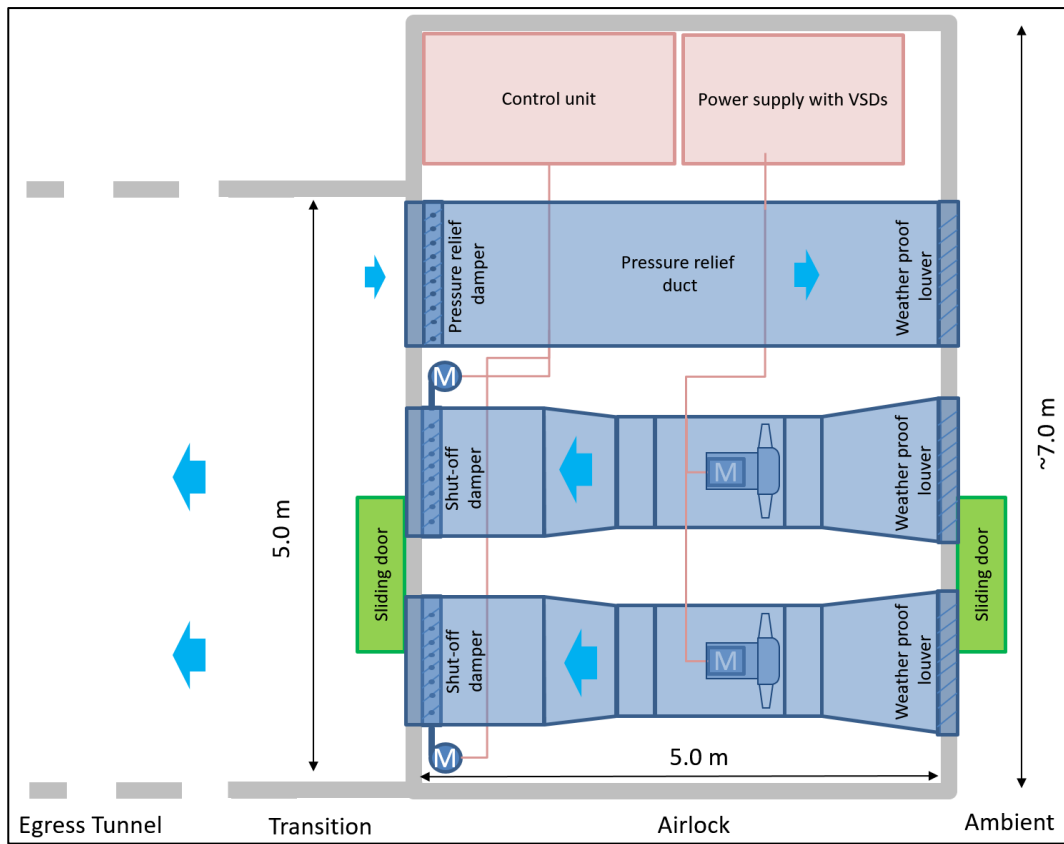 Control unit
Power supply with VSDs
Pressure relief
damper
Pressure relief
duct
Weather proof
louver
M
Shut-off
damper
M
Weather proof
louver
~7.0 m
5.0 m
Sliding door
Sliding door
Shut-off
damper
M
Weather proof
louver
M
5.0 m
Egress Tunnel
Transition
Airlock
Ambient